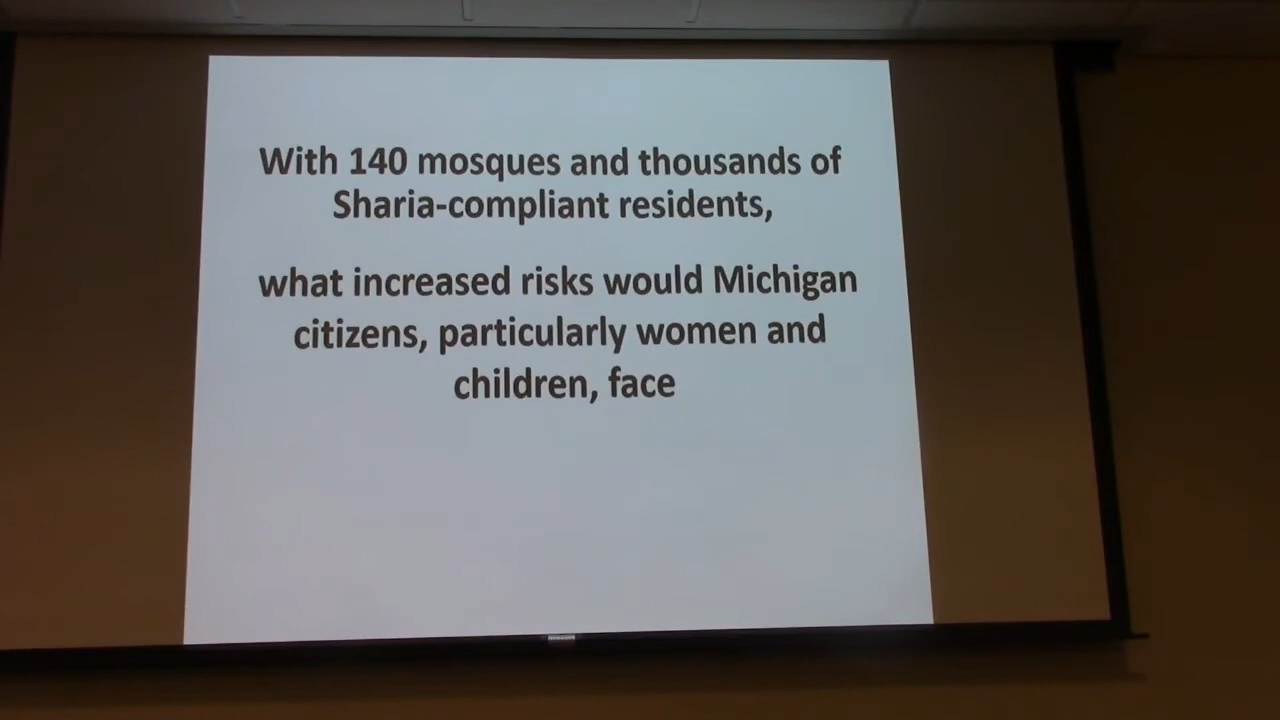 With 140 mosques and thousands of
Sharia-compliant residents,
what increased risks would Michigan
citizens, particularly women and
children, face